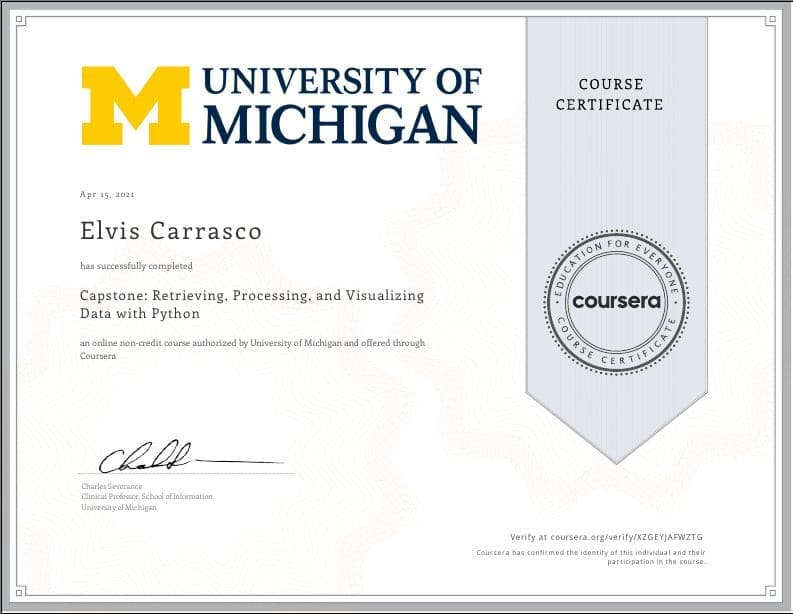 UNIVERSITY OF
MICHIGAN
COURSE
CERTIFICATE
Apr 15, 2021
Elvis Carrasco
has successfully completed
Capstone: Retrieving, Processing, and Visualizing
Data with Python
an online non-credit course authorized by University of Michigan and offered through
Coursera
EDUCATION FOR EVERYONE
coursera
COURSE CERTIFICATE
Charles Severance
Clinical Professor, School of Information
University of Michigan
Verify at coursera.org/verify/XZGEYJAFWZTG
Coursera has confirmed the identity of this individual and their
participation in the course.